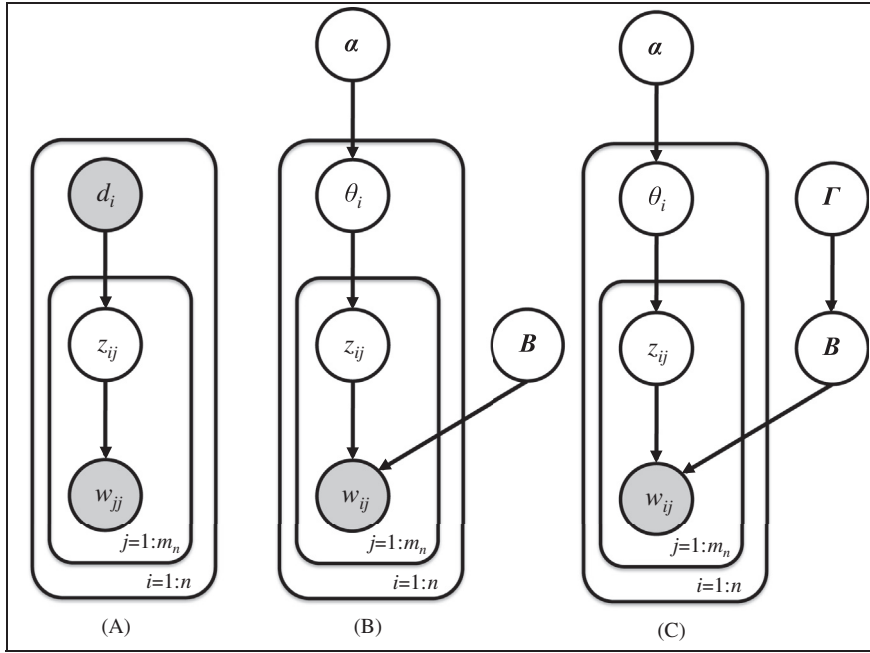 α
α
d_i
θ_i
θ_i
Γ
z_ij
z_ij
B
z_ij
B
w_jj
w_ij
w_ij
j=1:m_n
j=1:m_n
j=1:m_n
i=1:n
i=1:n
i=1:n
(A)
(B)
(C)